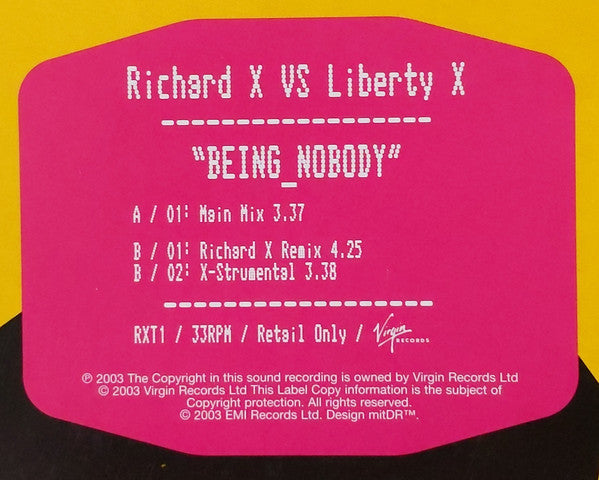 Richard X VS Liberty X
"BEING_NOBODY"
A / 01: Main Mix 3.37
B / 01: Richard X Remix 4.25
B / 02: X-Strumental 3.38
RXT1 / 33RPM / Retail Only / Virgin RECORDS
℗ 2003 The Copyright in this sound recording is owned by Virgin Records Ltd
© 2003 Virgin Records Ltd This Label Copy information is the subject of
Copyright protection. All rights reserved.
© 2003 EMI Records Ltd. Design mitDR™.